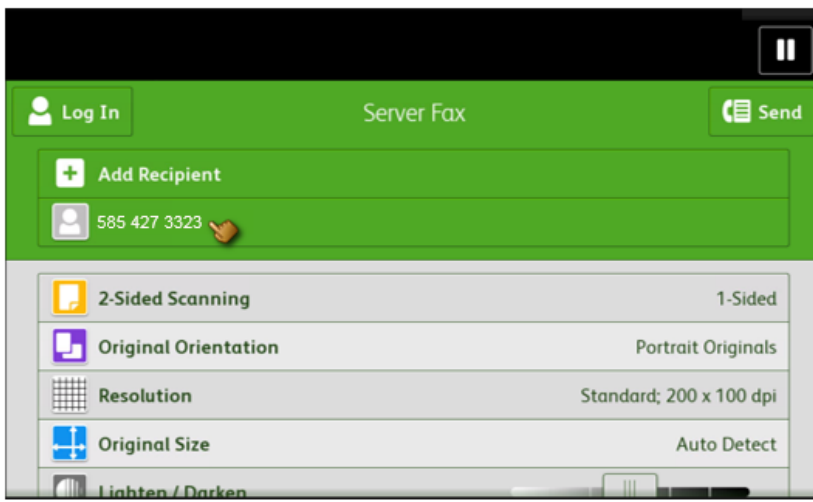 Log In
Server Fax
Send
Add Recipient
585 427 3323
2-Sided Scanning 1-Sided
Original Orientation Portrait Originals
Resolution Standard; 200 x 100 dpi
Original Size Auto Detect
Lighten / Darken